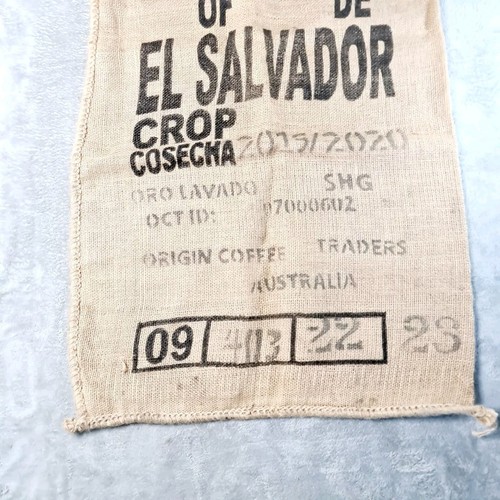 OF DE
EL SALVADOR
CROP
COSECHA 2019/2020
ORO LAVADO SHG
OCT ID: 07000602
ORIGIN COFFEE TRADERS
AUSTRALIA
09 22 23